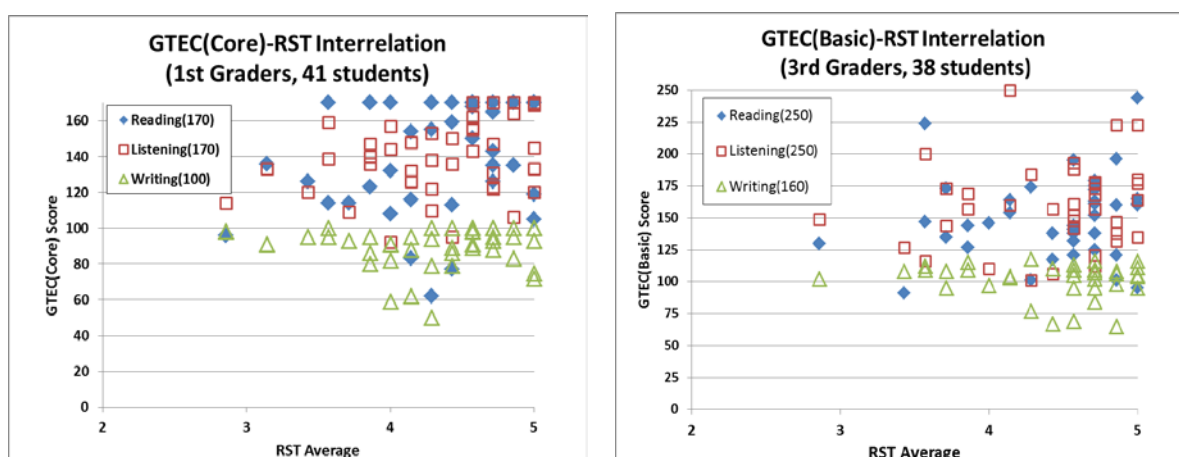 GTEC(Core)-RST Interrelation
(1st Graders, 41 students)
Reading(170)
Listening(170)
Writing(100)
GTEC(Core) Score
160
140
120
100
80
60
40
20
0
2
3
4
5
RST Average
GTEC(Basic)-RST Interrelation
(3rd Graders, 38 students)
Reading(250)
Listening(250)
Writing(160)
GTEC(Basic) Score
250
225
200
175
150
125
100
75
50
25
0
2
3
4
5
RST Average